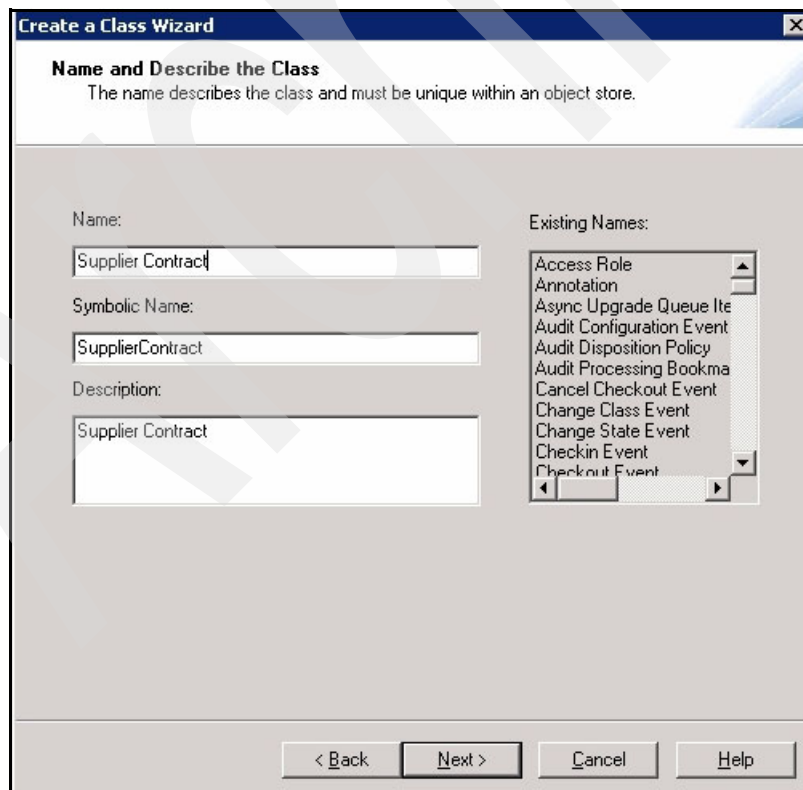 Create a Class Wizard
Name and Describe the Class
The name describes the class and must be unique within an object store.
Name:
Supplier Contract
Symbolic Name:
SupplierContract
Description:
Supplier Contract
Existing Names:
Access Role
Annotation
Async Upgrade Queue Ite
Audit Configuration Event
Audit Disposition Policy
Audit Processing Bookma
Cancel Checkout Event
Change Class Event
Change State Event
Checkin Event
Checkout Event
< Back
Next >
Cancel
Help